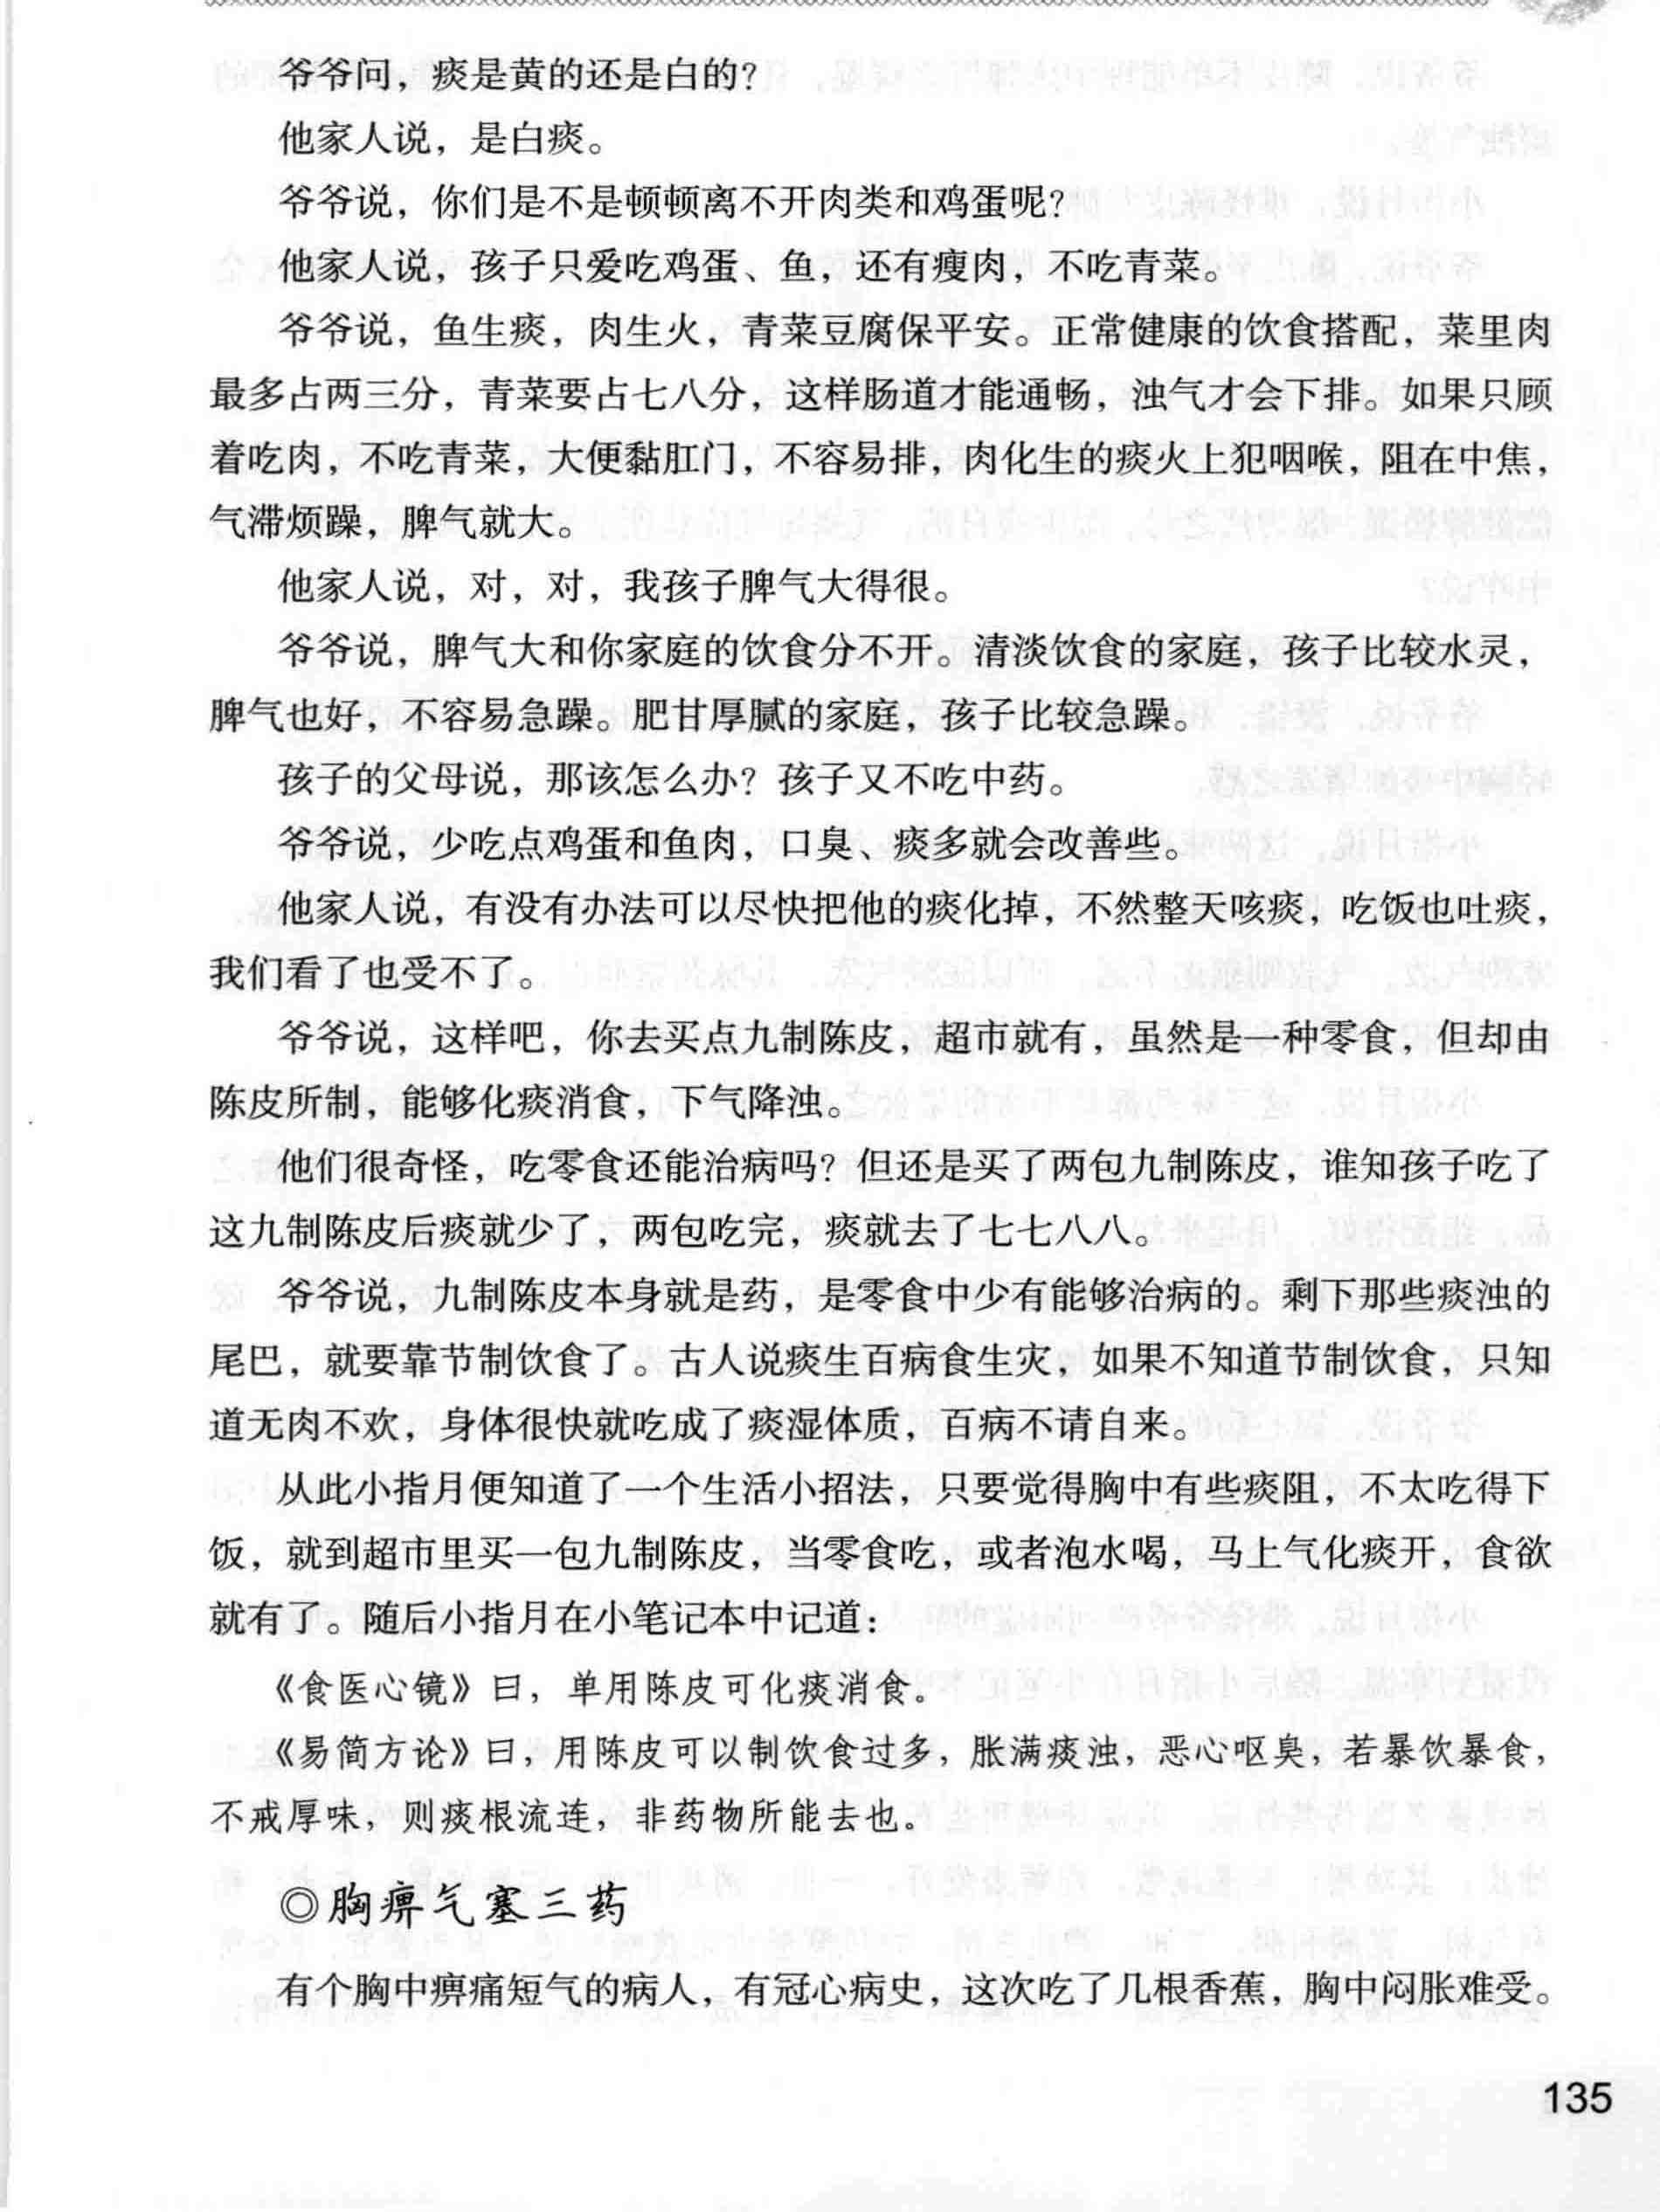 爷爷问，痰是黄的还是白的？
他家人说，是白痰。
爷爷说，你们是不是顿顿离不开肉类和鸡蛋呢？
他家人说，孩子只爱吃鸡蛋、鱼，还有瘦肉，不吃青菜。
爷爷说，鱼生痰，肉生火，青菜豆腐保平安。正常健康的饮食搭配，菜里肉
最多占两三分，青菜要占七八分，这样肠道才能通畅，浊气才会下排。如果只顾
着吃肉，不吃青菜，大便黏肛门，不容易排，肉化生的痰火上犯咽喉，阻在中焦，
气滞烦躁，脾气就大。
他家人说，对，对，我孩子脾气大得很。
爷爷说，脾气大和你家庭的饮食分不开。清淡饮食的家庭，孩子比较水灵，
脾气也好，不容易急躁。肥甘厚腻的家庭，孩子比较急躁。
孩子的父母说，那该怎么办？孩子又不吃中药。
爷爷说，少吃点鸡蛋和鱼肉，口臭、痰多就会改善些。
他家人说，有没有办法可以尽快把他的痰化掉，不然整天咳痰，吃饭也吐痰，
我们看了也受不了。
爷爷说，这样吧，你去买点九制陈皮，超市就有，虽然是一种零食，但却由
陈皮所制，能够化痰消食，下气降浊。
他们很奇怪，吃零食还能治病吗？但还是买了两包九制陈皮，谁知孩子吃了
这九制陈皮后痰就少了，两包吃完，痰就去了七七八八。
爷爷说，九制陈皮本身就是药，是零食中少有能够治病的。剩下那些痰浊的
尾巴，就要靠节制饮食了。古人说痰生百病食生灾，如果不知道节制饮食，只知
道无肉不欢，身体很快就吃成了痰湿体质，百病不请自来。
从此小指月便知道了一个生活小招法，只要觉得胸中有些痰阻，不太吃得下
饭，就到超市里买一包九制陈皮，当零食吃，或者泡水喝，马上气化痰开，食欲
就有了。随后小指月在小笔记本中记道：
《食医心镜》曰，单用陈皮可化痰消食。
《易简方论》曰，用陈皮可以制饮食过多，胀满痰浊，恶心呕臭，若暴饮暴食，
不戒厚味，则痰根流连，非药物所能去也。
◎胸痹气塞三药
有个胸中痹痛短气的病人，有冠心病史，这次吃了几根香蕉，胸中闷胀难受。
135